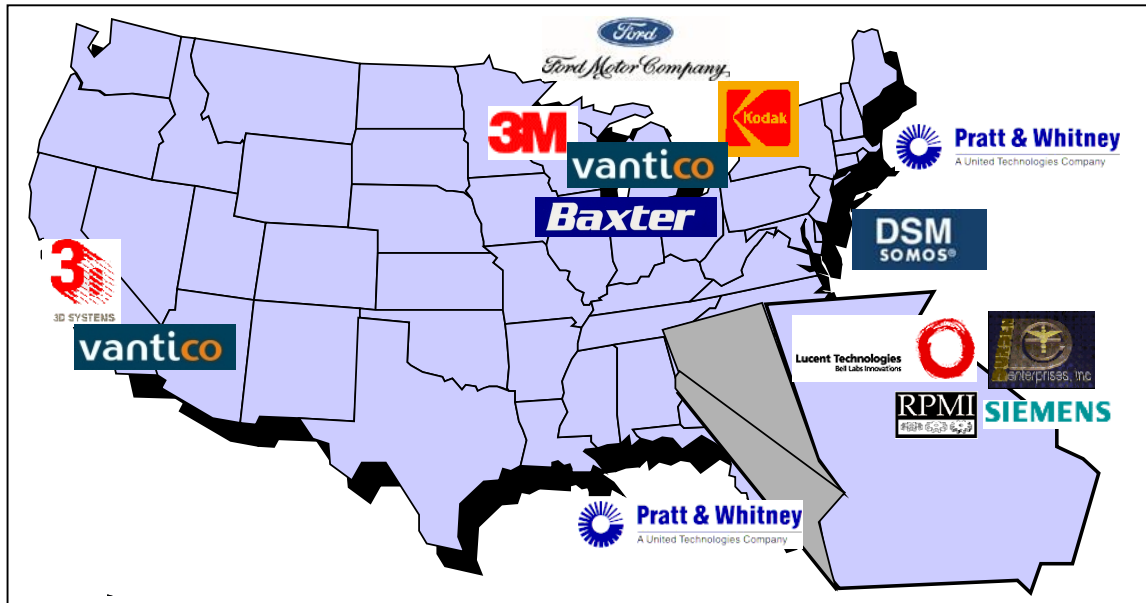 Ford
Ford Motor Company,
3M
Kodak
vantico
Pratt & Whitney
A United Technologies Company
Baxter
DSM
SOMOS®
3D SYSTEMS
vantico
Lucent Technologies
Bell Labs Innovations
enterprises, inc
RPMI
SIEMENS
Pratt & Whitney
A United Technologies Company